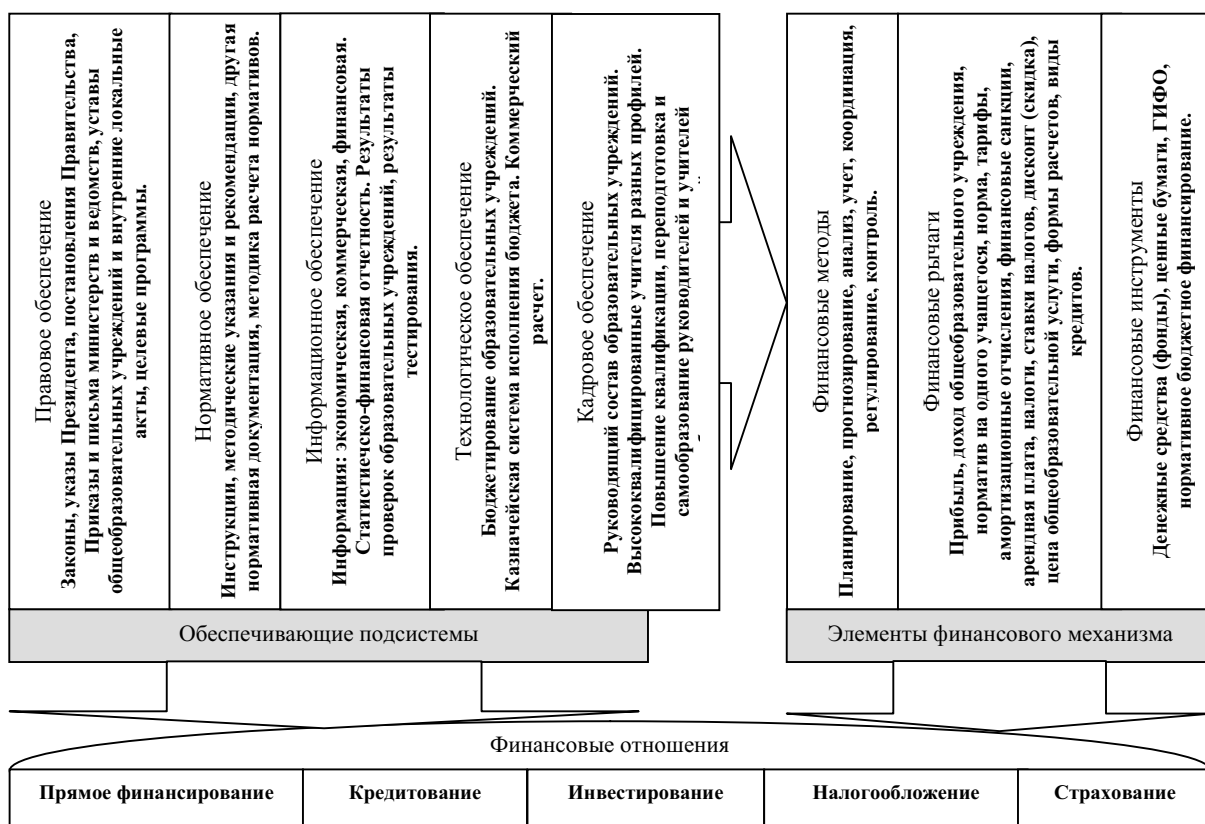 Правовое обеспечение
Законы, указы Президента, постановления Правительства,
Приказы и письма министерств и ведомств, уставы
общеобразовательных учреждений и внутренние локальные
акты, целевые программы.
Нормативное обеспечение
Инструкции, методические указания и рекомендации, другая
нормативная документация, методика расчета нормативов.
Информационное обеспечение
Информация: экономическая, коммерческая, финансовая.
Статистиечско-финансовая отчетность. Результаты
проверок образовательных учреждений, результаты
тестирования.
Технологическое обеспечение
Бюджетирование образовательных учреждений.
Казначейская система исполнения бюджета. Коммерческий
расчет.
Кадровое обеспечение
Руководящий состав образовательных учреждений.
Высококвалифицированные учителя разных профилей.
Повышение квалификации, переподготовка и
самообразование руководителей и учителей
Финансовые методы
Планирование, прогнозирование, анализ, учет, координация,
регулирование, контроль.
Финансовые рычаги
Прибыль, доход общеобразовательного учреждения,
норматив на одного учащегося, норма, тарифы,
амортизационные отчисления, финансовые санкции,
арендная плата, налоги, ставки налогов, дисконт (скидка),
цена общеобразовательной услуги, формы расчетов, виды
кредитов.
Финансовые инструменты
Денежные средства (фонды), ценные бумаги, ГИФО,
нормативное бюджетное финансирование.
Обеспечивающие подсистемы
Элементы финансового механизма
Финансовые отношения
Прямое финансирование
Кредитование
Инвестирование
Налогообложение
Страхование